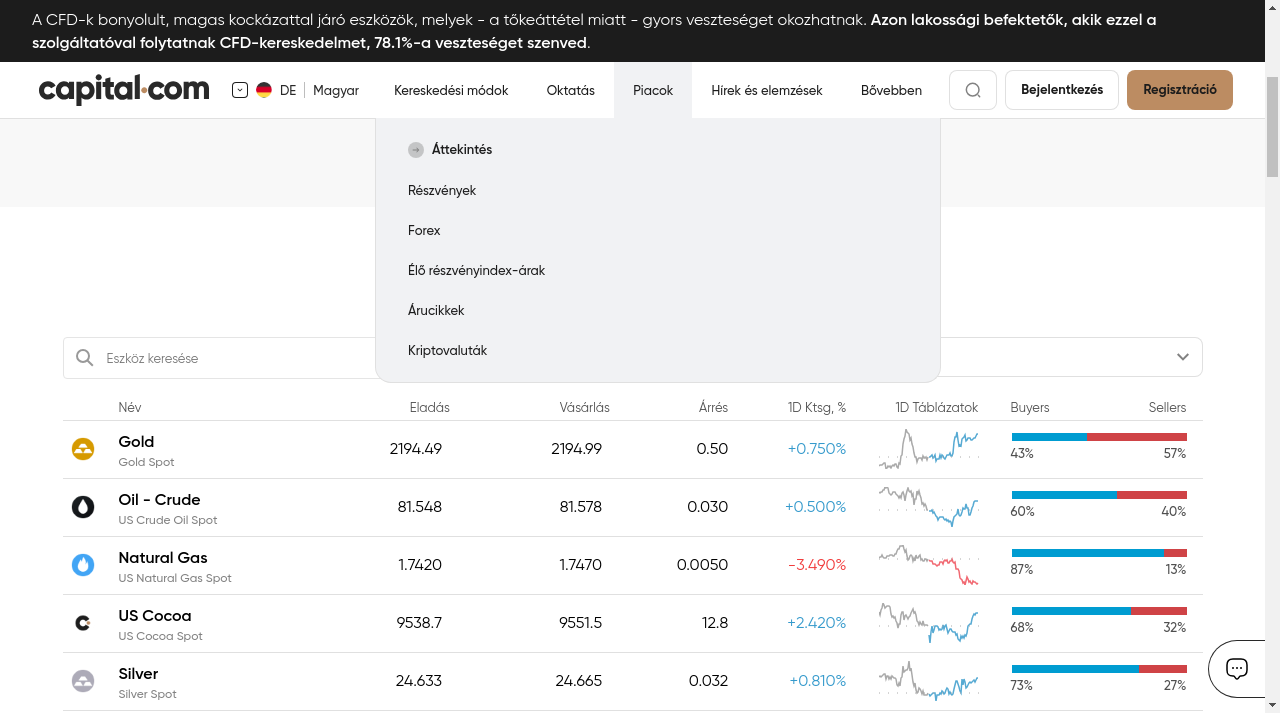 A CFD-k bonyolult, magas kockázattal járó eszközök, melyek - a tőkeáttétel miatt - gyors veszteséget okozhatnak. Azon lakossági befektetők, akik ezzel a
szolgáltatóval folytatnak CFD-kereskedelmet, 78.1%-a veszteséget szenved.
capital.com DE Magyar Kereskedési módok Oktatás Piacok Hírek és elemzések Bővebben Bejelentkezés Regisztráció
Áttekintés
Részvények
Forex
Élő részvényindex-árak
Árucikkek
Kriptovaluták
Eszköz keresése
Név Eladás Vásárlás Árrés 1D Ktsg, % 1D Táblázatok Buyers Sellers
Gold 2194.49 2194.99 0.50 +0.750% 43% 57%
Gold Spot
Oil - Crude 81.548 81.578 0.030 +0.500% 60% 40%
US Crude Oil Spot
Natural Gas 1.7420 1.7470 0.0050 -3.490% 87% 13%
US Natural Gas Spot
US Cocoa 9538.7 9551.5 12.8 +2.420% 68% 32%
US Cocoa Spot
Silver 24.633 24.665 0.032 +0.810% 73% 27%
Silver Spot